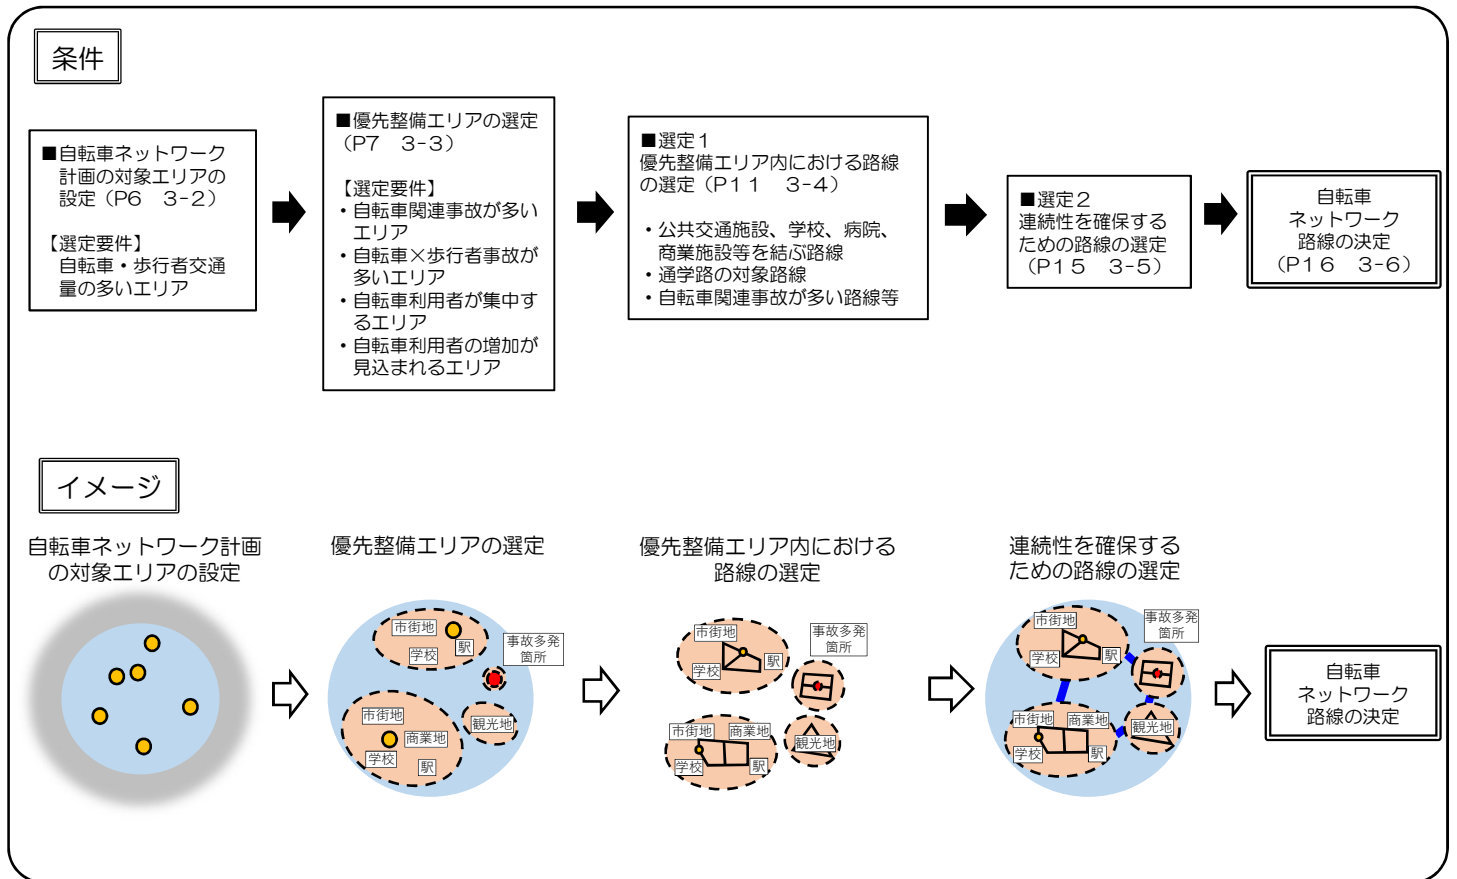 条件
■自転車ネットワーク
計画の対象エリアの
設定（P6　3-2）
【選定要件】
自転車・歩行者交通
量の多いエリア
■優先整備エリアの選定
（P7　3-3）
【選定要件】
・自転車関連事故が多い
エリア
・自転車×歩行者事故が
多いエリア
・自転車利用者が集中す
るエリア
・自転車利用者の増加が
見込まれるエリア
■選定１
優先整備エリア内における路線
の選定（P１１　３-４）
・公共交通施設、学校、病院、
商業施設等を結ぶ路線
・通学路の対象路線
・自転車関連事故が多い路線等
■選定２
連続性を確保する
ための路線の選定
（P１５　３-５）
自転車
ネットワーク
路線の決定
（P１６　３-６）
イメージ
自転車ネットワーク計画
の対象エリアの設定
優先整備エリアの選定
市街地
駅
学校
事故多発
箇所
市街地
商業地
学校
駅
観光地
優先整備エリア内における
路線の選定
市街地
学校
駅
事故多発
箇所
市街地
商業地
学校
駅
観光地
連続性を確保する
ための路線の選定
市街地
学校
駅
事故多発
箇所
市街地
商業地
学校
駅
観光地
自転車
ネットワーク
路線の決定